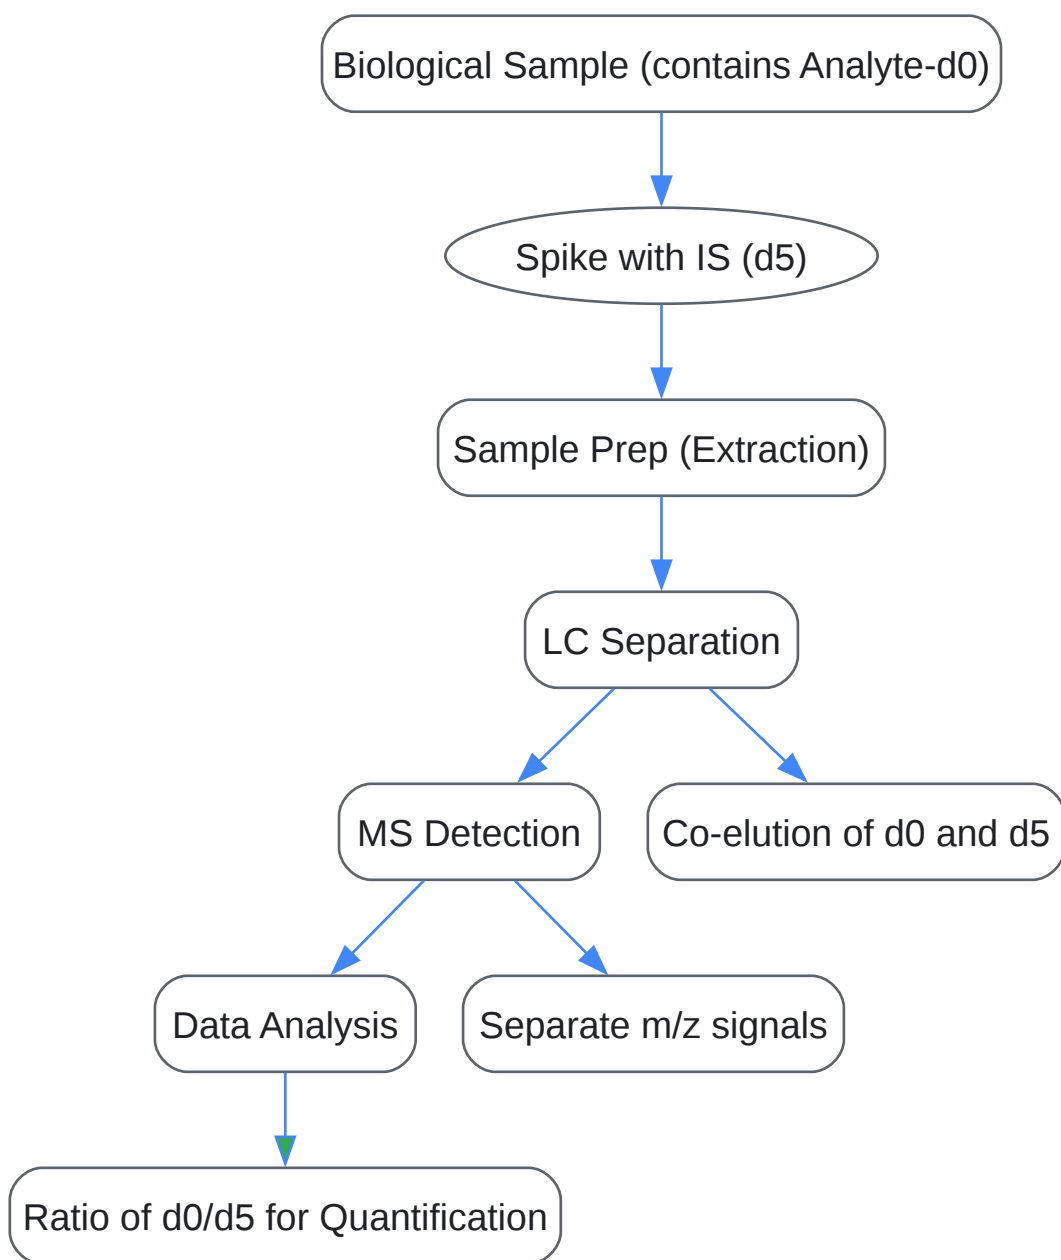 Biological Sample (contains Analyte-d0)
Spike with IS (d5)
Sample Prep (Extraction)
LC Separation
MS Detection
Co-elution of d0 and d5
Data Analysis
Separate m/z signals
Ratio of d0/d5 for Quantification